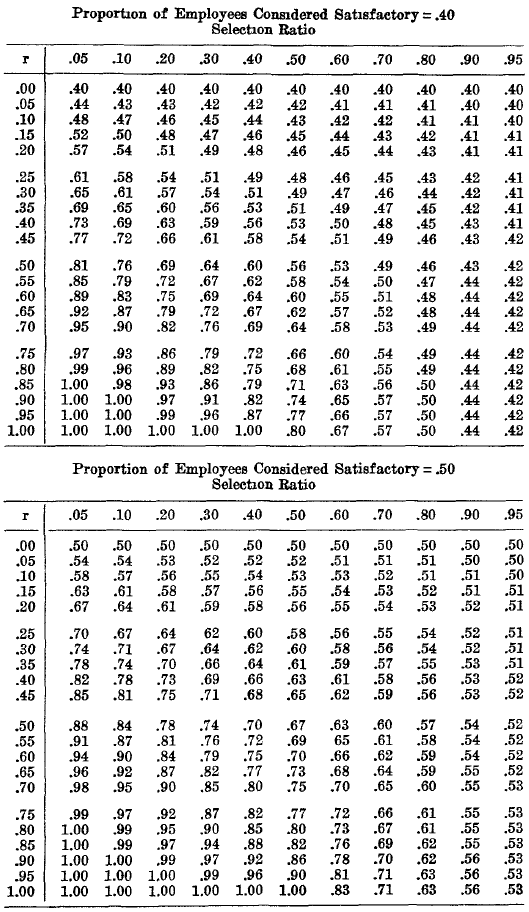 Proportion of Employees Considered Satisfactory = .40
Selection Ratio
r .05 .10 .20 .30 .40 .50 .60 .70 .80 .90 .95
.00 .40 .40 .40 .40 .40 .40 .40 .40 .40 .40 .40
.05 .44 .43 .43 .42 .42 .42 .41 .41 .41 .40 .40
.10 .48 .47 .46 .45 .44 .43 .42 .42 .41 .41 .40
.15 .52 .50 .48 .47 .46 .45 .44 .43 .42 .41 .41
.20 .57 .54 .51 .49 .48 .46 .45 .44 .43 .41 .41
.25 .61 .58 .54 .51 .49 .48 .46 .45 .43 .42 .41
.30 .65 .61 .57 .54 .51 .49 .47 .46 .44 .42 .41
.35 .69 .65 .60 .56 .53 .51 .49 .47 .45 .42 .41
.40 .73 .69 .63 .59 .56 .53 .50 .48 .45 .43 .41
.45 .77 .72 .66 .61 .58 .54 .51 .49 .46 .43 .42
.50 .81 .76 .69 .64 .60 .56 .53 .49 .46 .43 .42
.55 .85 .79 .72 .67 .62 .58 .54 .50 .47 .44 .42
.60 .89 .83 .75 .69 .64 .60 .55 .51 .48 .44 .42
.65 .92 .87 .79 .72 .67 .62 .57 .52 .48 .44 .42
.70 .95 .90 .82 .76 .69 .64 .58 .53 .49 .44 .42
.75 .97 .93 .86 .79 .72 .66 .60 .54 .49 .44 .42
.80 .99 .96 .89 .82 .75 .68 .61 .55 .49 .44 .42
.85 1.00 .98 .93 .86 .79 .71 .63 .56 .50 .44 .42
.90 1.00 1.00 .97 .91 .82 .74 .65 .57 .50 .44 .42
.95 1.00 1.00 .99 .96 .87 .77 .66 .57 .50 .44 .42
1.00 1.00 1.00 1.00 1.00 1.00 .80 .67 .57 .50 .44 .42
Proportion of Employees Considered Satisfactory = .50
Selection Ratio
r .05 .10 .20 .30 .40 .50 .60 .70 .80 .90 .95
.00 .50 .50 .50 .50 .50 .50 .50 .50 .50 .50 .50
.05 .54 .54 .53 .52 .52 .52 .51 .51 .51 .50 .50
.10 .58 .57 .56 .55 .54 .53 .53 .52 .51 .51 .50
.15 .63 .61 .58 .57 .56 .55 .54 .53 .52 .51 .51
.20 .67 .64 .61 .59 .58 .56 .55 .54 .53 .52 .51
.25 .70 .67 .64 62 .60 .58 .56 .55 .54 .52 .51
.30 .74 .71 .67 .64 .62 .60 .58 .56 .54 .52 .51
.35 .78 .74 .70 .66 .64 .61 .59 .57 .55 .53 .51
.40 .82 .78 .73 .69 .66 .63 .61 .58 .56 .53 .52
.45 .85 .81 .75 .71 .68 .65 .62 .59 .56 .53 .52
.50 .88 .84 .78 .74 .70 .67 .63 .60 .57 .54 .52
.55 .91 .87 .81 .76 .72 .69 65 .61 .58 .54 .52
.60 .94 .90 .84 .79 .75 .70 .66 .62 .59 .54 .52
.65 .96 .92 .87 .82 .77 .73 .68 .64 .59 .55 .52
.70 .98 .95 .90 .85 .80 .75 .70 .65 .60 .55 .53
.75 .99 .97 .92 .87 .82 .77 .72 .66 .61 .55 .53
.80 1.00 .99 .95 .90 .85 .80 .73 .67 .61 .55 .53
.85 1.00 .99 .97 .94 .88 .82 .76 .69 .62 .55 .53
.90 1.00 1.00 .99 .97 .92 .86 .78 .70 .62 .56 .53
.95 1.00 1.00 1.00 .99 .96 .90 .81 .71 .63 .56 .53
1.00 1.00 1.00 1.00 1.00 1.00 1.00 .83 .71 .63 .56 .53